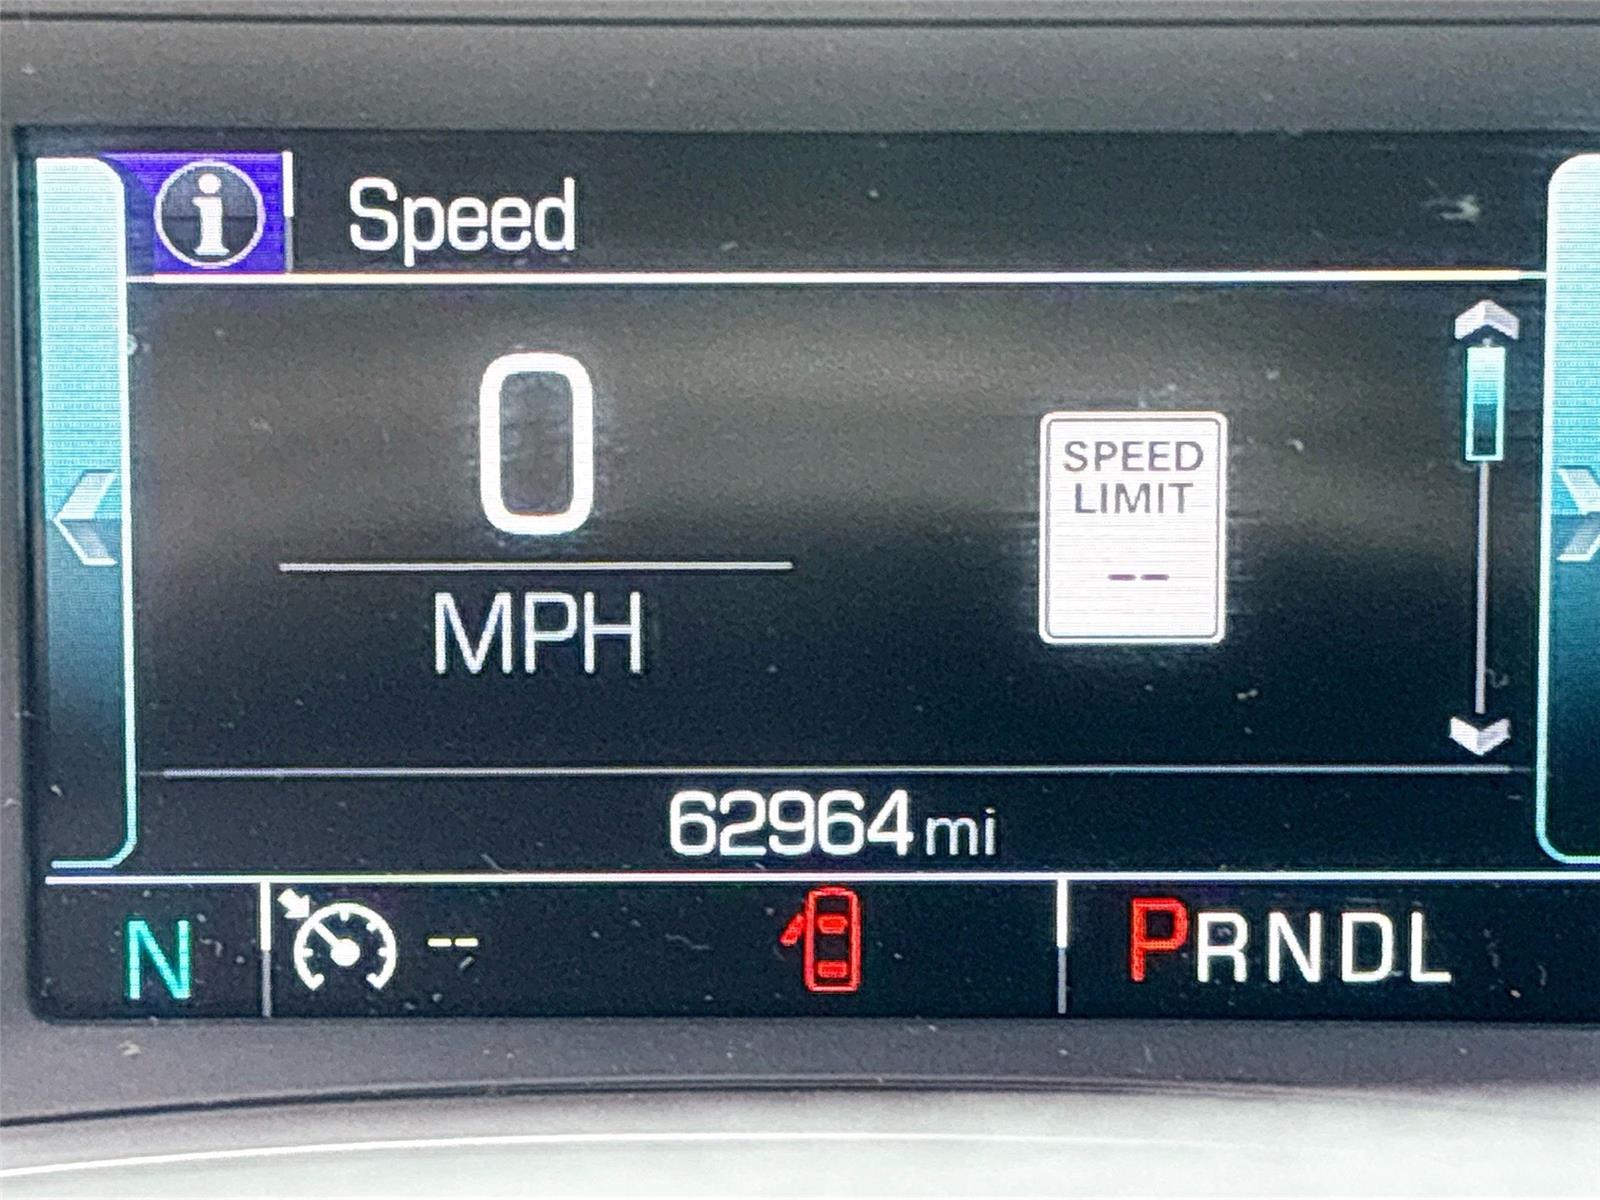 i Speed
0
MPH
SPEED
LIMIT
--
62964 mi
N -- PRNDL